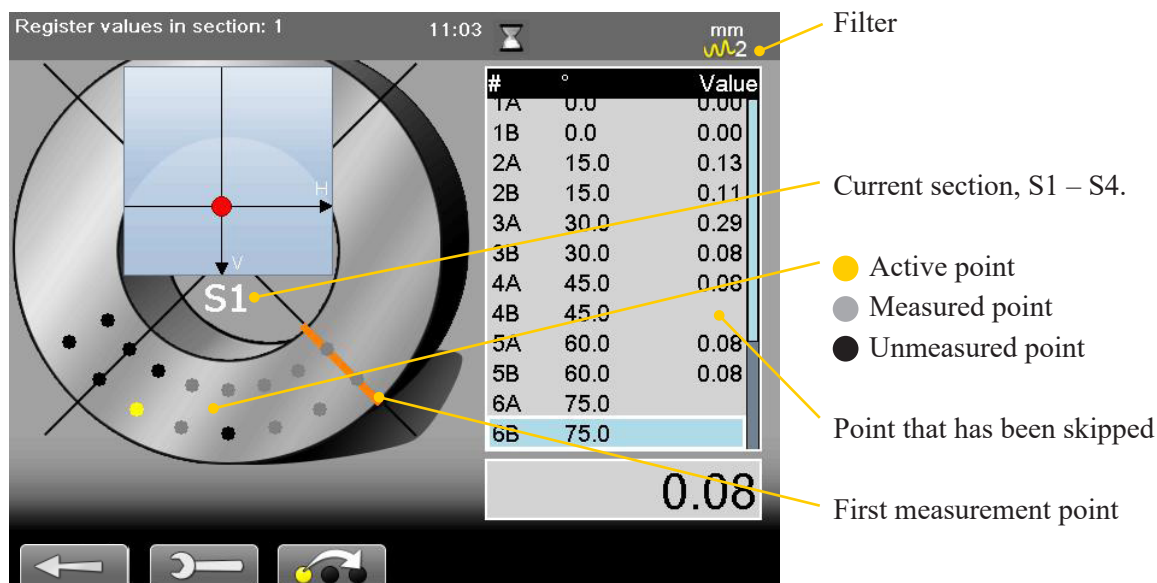 Register values in section: 1
11:03
mm
2
Filter
H
V
S1
# ° Value
1A 0.0 0.00
1B 0.0 0.00
2A 15.0 0.13
2B 15.0 0.11
3A 30.0 0.29
3B 30.0 0.08
4A 45.0 0.08
4B 45.0
5A 60.0 0.08
5B 60.0 0.08
6A 75.0
6B 75.0
0.08
Current section, S1 – S4.
Active point
Measured point
Unmeasured point
Point that has been skipped
First measurement point